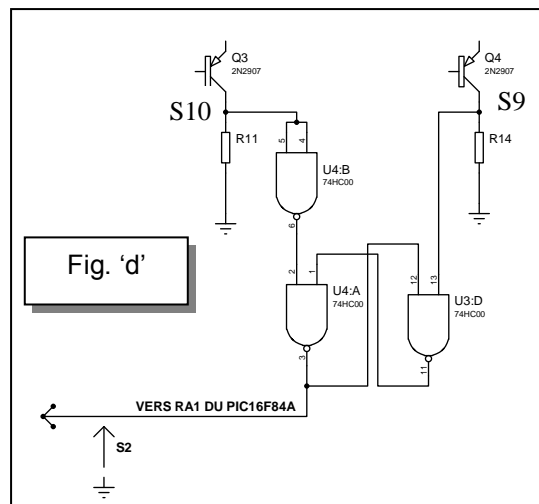 Q3
2N2907
Q4
2N2907
S10
S9
R11
R14
5
4
U4:B
74HC00
6
Fig. ‘d’
2
1
12
13
U4:A
74HC00
U3:D
74HC00
3
11
VERS RA1 DU PIC16F84A
S2